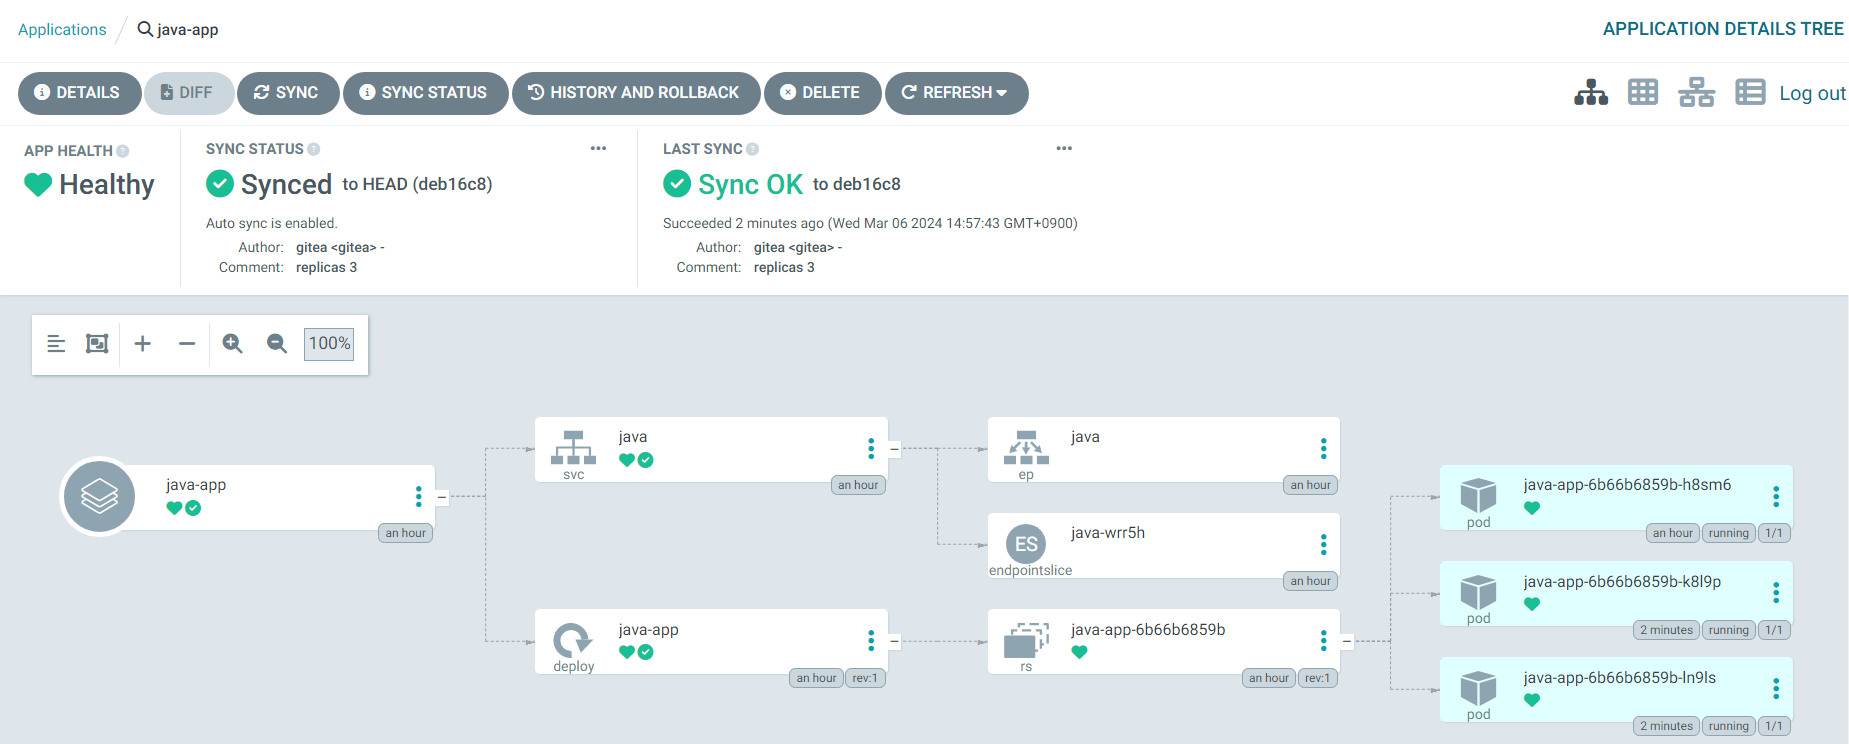 Applications / java-app
APPLICATION DETAILS TREE
DETAILS DIFF SYNC SYNC STATUS HISTORY AND ROLLBACK DELETE REFRESH
Log out
APP HEALTH
Healthy
SYNC STATUS
Synced to HEAD (deb16c8)
Auto sync is enabled.
Author: gitea <gitea> -
Comment: replicas 3
LAST SYNC
Sync OK to deb16c8
Succeeded 2 minutes ago (Wed Mar 06 2024 14:57:43 GMT+0900)
Author: gitea <gitea> -
Comment: replicas 3
100%
java-app
an hour
java
svc
an hour
java-app
deploy
an hour rev:1
java
ep
an hour
ES
java-wrr5h
endpointslice
an hour
java-app-6b66b6859b
rs
an hour rev:1
java-app-6b66b6859b-h8sm6
pod
an hour running 1/1
java-app-6b66b6859b-k8l9p
pod
2 minutes running 1/1
java-app-6b66b6859b-ln9ls
pod
2 minutes running 1/1